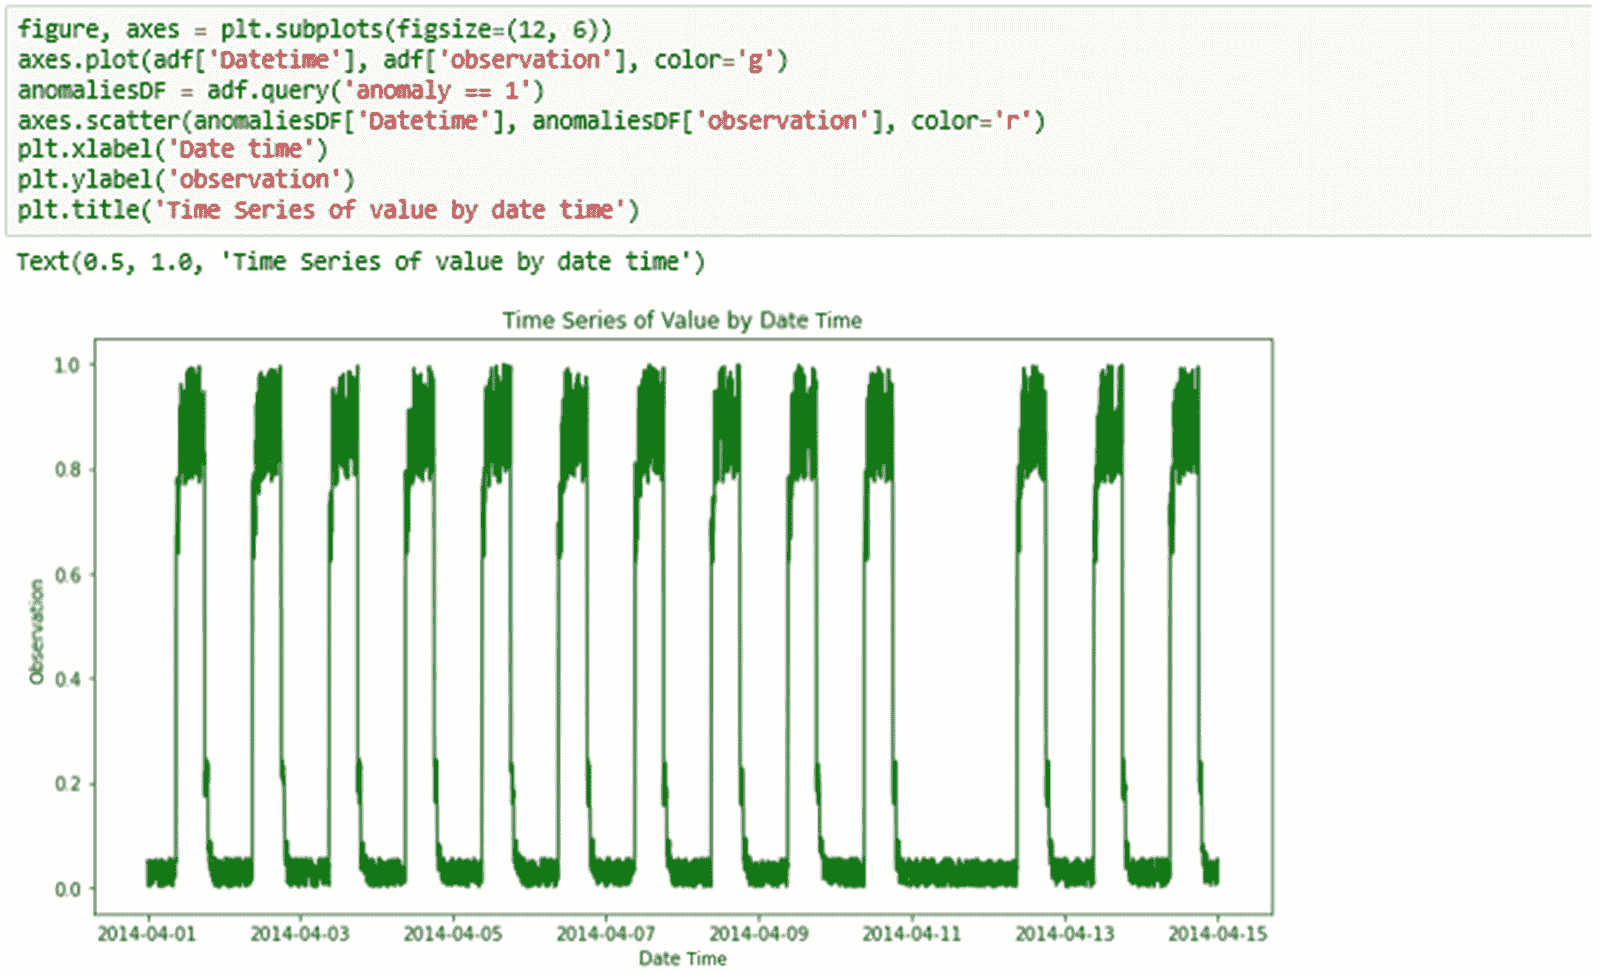 figure, axes = plt.subplots(figsize=(12, 6))
axes.plot(adf['Datetime'], adf['observation'], color='g')
anomaliesDF = adf.query('anomaly == 1')
axes.scatter(anomaliesDF['Datetime'], anomaliesDF['observation'], color='r')
plt.xlabel('Date time')
plt.ylabel('observation')
plt.title('Time Series of value by date time')
Text(0.5, 1.0, 'Time Series of value by date time')
Time Series of Value by Date Time
1.0
0.8
0.6
0.4
0.2
0.0
Observation
2014-04-01 2014-04-03 2014-04-05 2014-04-07 2014-04-09 2014-04-11 2014-04-13 2014-04-15
Date Time